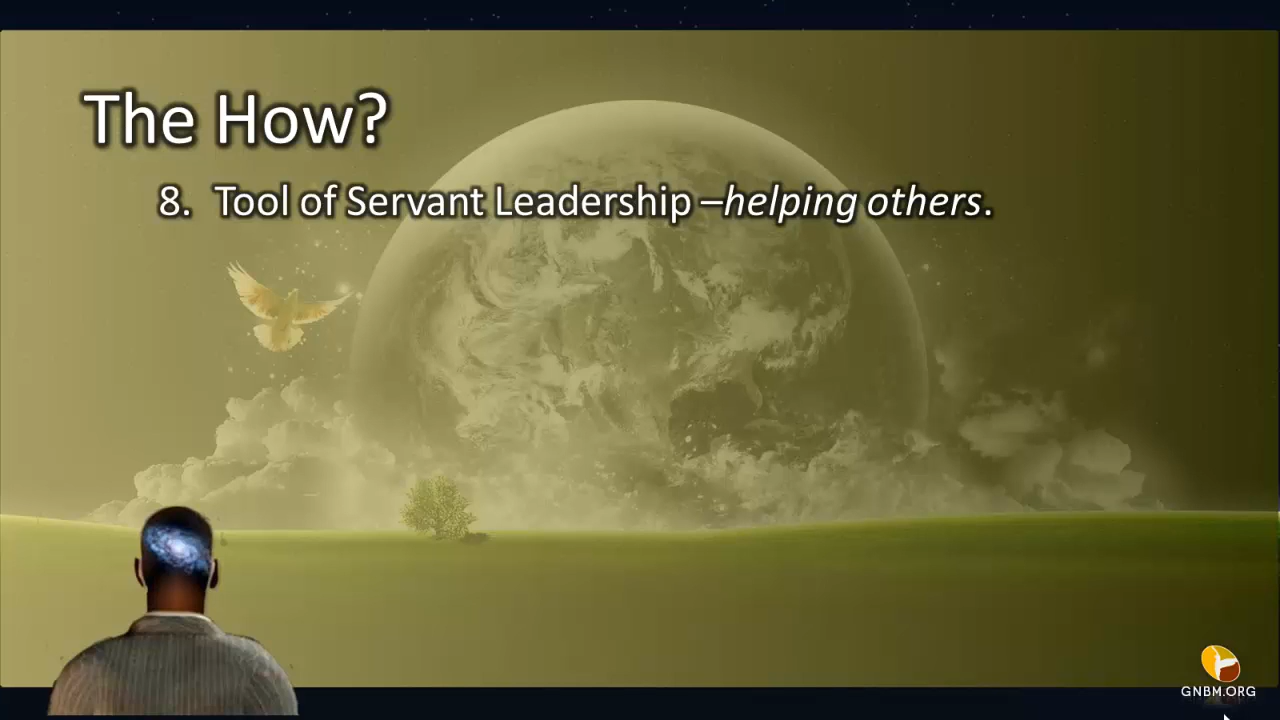 The How?
8. Tool of Servant Leadership –helping others.
GNBM.ORG